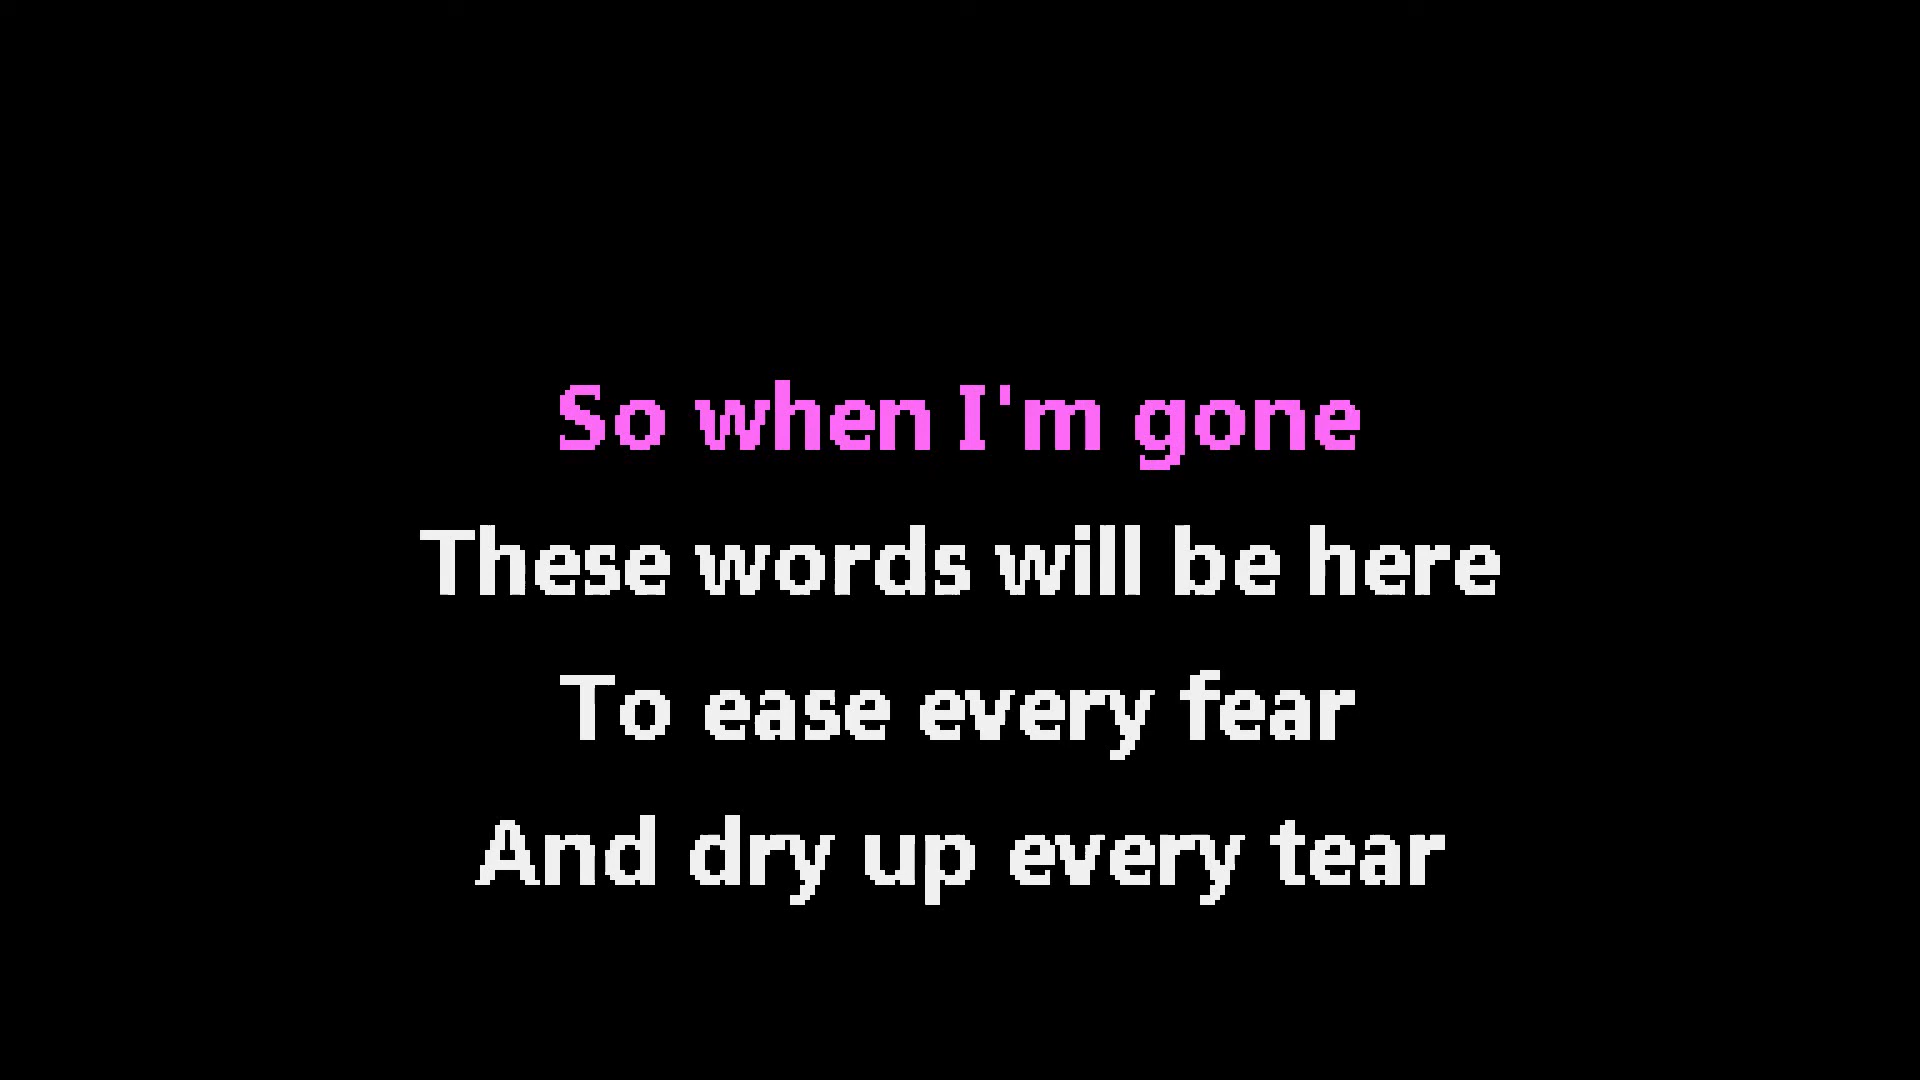 So when I'm gone
These words will be here
To ease every fear
And dry up every tear